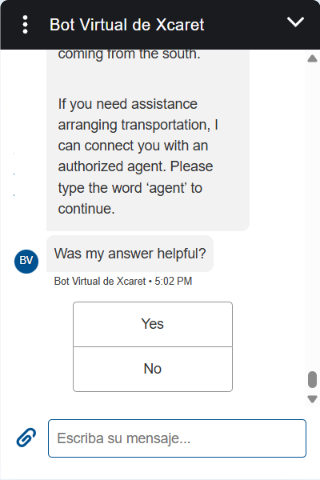 Bot Virtual de Xcaret
coming from the south.
If you need assistance
arranging transportation, I
can connect you with an
authorized agent. Please
type the word ‘agent’ to
continue.
Was my answer helpful?
BV
Bot Virtual de Xcaret • 5:02 PM
Yes
No
Escriba su mensaje...